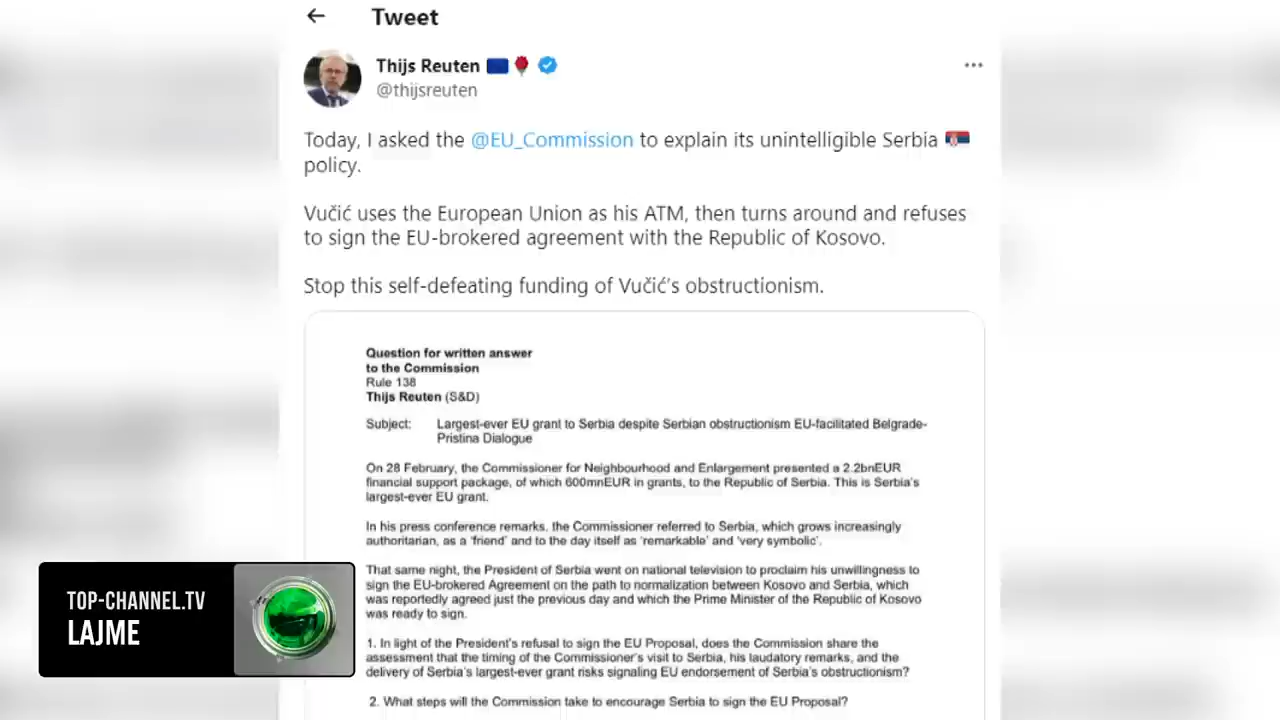 Tweet
Thijs Reuten
@thijsreuten
Today, I asked the @EU_Commission to explain its unintelligible Serbia
policy.
Vučić uses the European Union as his ATM, then turns around and refuses
to sign the EU-brokered agreement with the Republic of Kosovo.
Stop this self-defeating funding of Vučić's obstructionism.
Question for written answer
to the Commission
Rule 138
Thijs Reuten (S&D)
Subject: Largest-ever EU grant to Serbia despite Serbian obstructionism EU-facilitated Belgrade-
Pristina Dialogue
On 28 February, the Commissioner for Neighbourhood and Enlargement presented a 2.2bnEUR
financial support package, of which 600mnEUR in grants, to the Republic of Serbia. This is Serbia's
largest-ever EU grant.
In his press conference remarks, the Commissioner referred to Serbia, which grows increasingly
authoritarian, as a 'friend' and to the day itself as 'remarkable' and 'very symbolic'.
That same night, the President of Serbia went on national television to proclaim his unwillingness to
sign the EU-brokered Agreement on the path to normalization between Kosovo and Serbia, which
was reportedly agreed just the previous day and which the Prime Minister of the Republic of Kosovo
was ready to sign.
1. In light of the President's refusal to sign the EU Proposal, does the Commission share the
assessment that the timing of the Commissioner's visit to Serbia, his laudatory remarks, and the
delivery of Serbia's largest-ever grant risks signaling EU endorsement of Serbia's obstructionism?
2. What steps will the Commission take to encourage Serbia to sign the EU Proposal?
TOP-CHANNEL.TV
LAJME